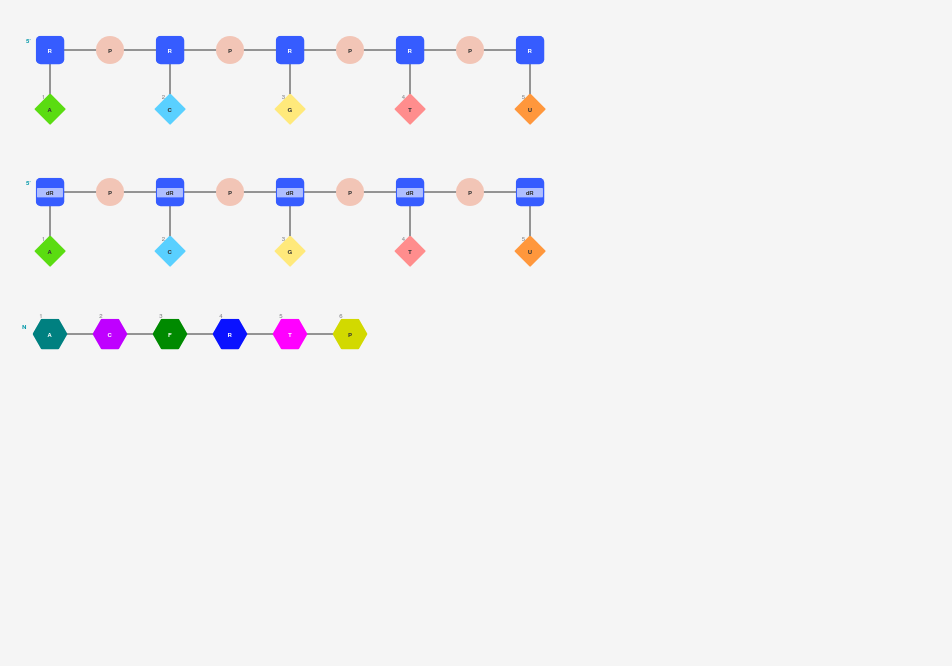 5' R P R P R P R P R
1 2 3 4 5
A C G T U
5' dR P dR P dR P dR P dR
1 2 3 4 5
A C G T U
1 2 3 4 5 6
N A C F R T P